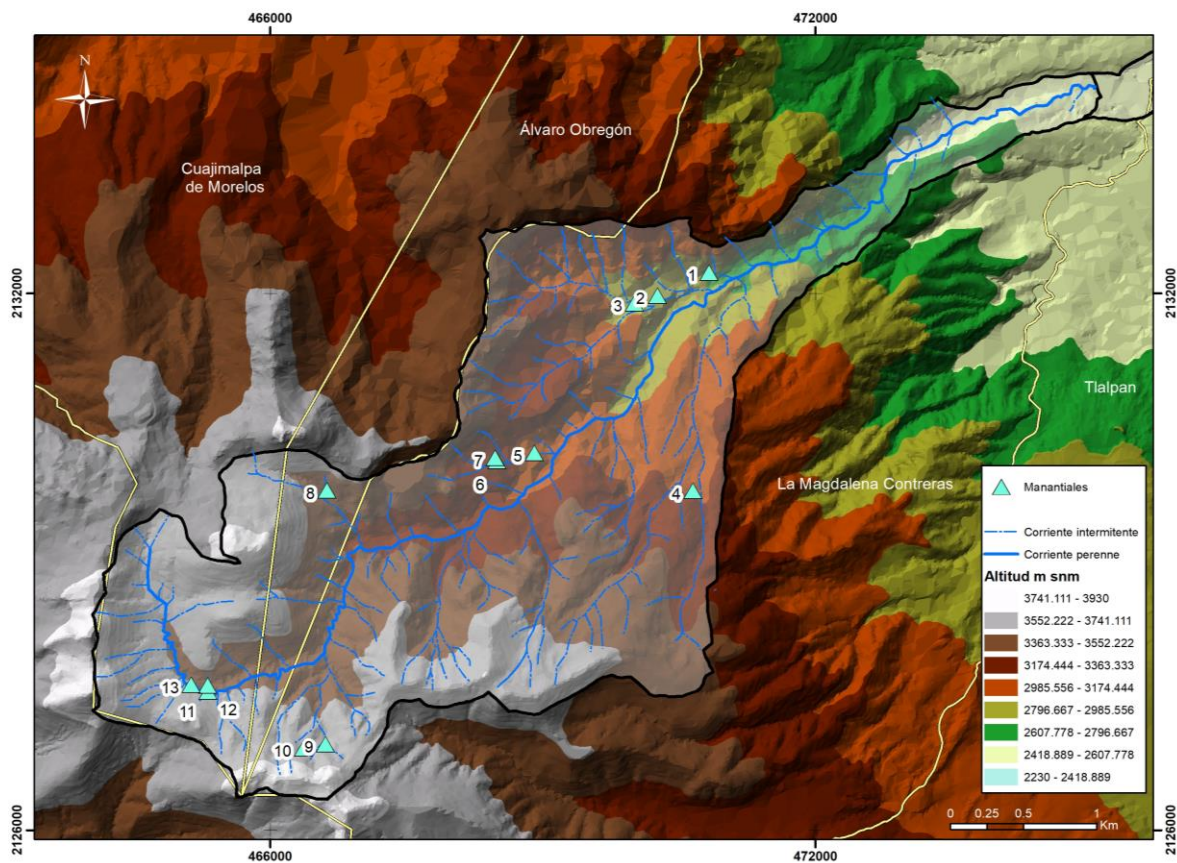 466000
472000
N
Álvaro Obregón
Cuajimalpa
de Morelos
2132000
2132000
1
2
3
Tlalpan
7
5
6
8
4
La Magdalena Contreras
13
11
12
10
9
Manantiales
Corriente intermitente
Corriente perenne
Altitud m snm
3741.111 - 3930
3552.222 - 3741.111
3363.333 - 3552.222
3174.444 - 3363.333
2985.556 - 3174.444
2796.667 - 2985.556
2607.778 - 2796.667
2418.889 - 2607.778
2230 - 2418.889
0 0.25 0.5 1
Km
2126000
2126000
466000
472000